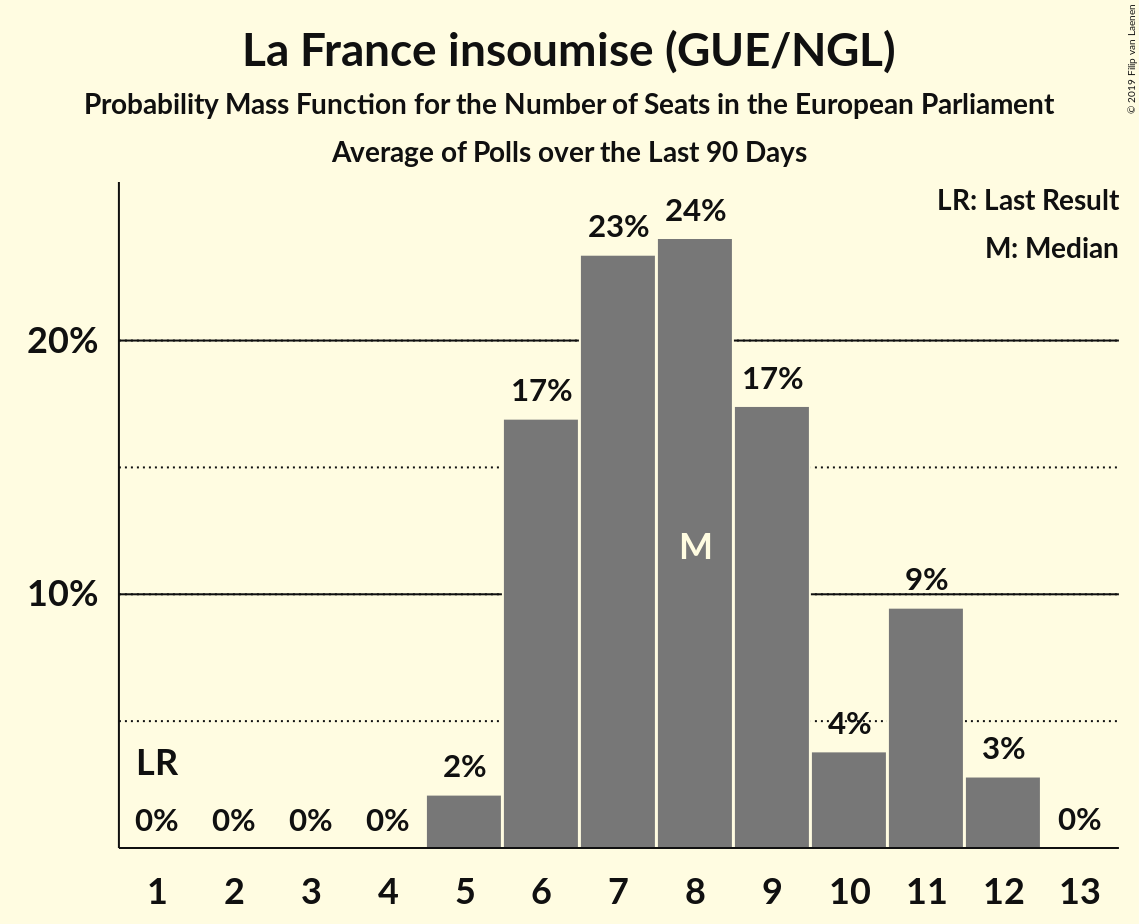 La France insoumise (GUE/NGL)
Probability Mass Function for the Number of Seats in the European Parliament
Average of Polls over the Last 90 Days
© 2019 Filip van Laenen
LR: Last Result
M: Median
24%
23%
20%
17%
17%
M
10%
9%
4%
3%
LR
2%
0% 0% 0% 0% 0%
1 2 3 4 5 6 7 8 9 10 11 12 13